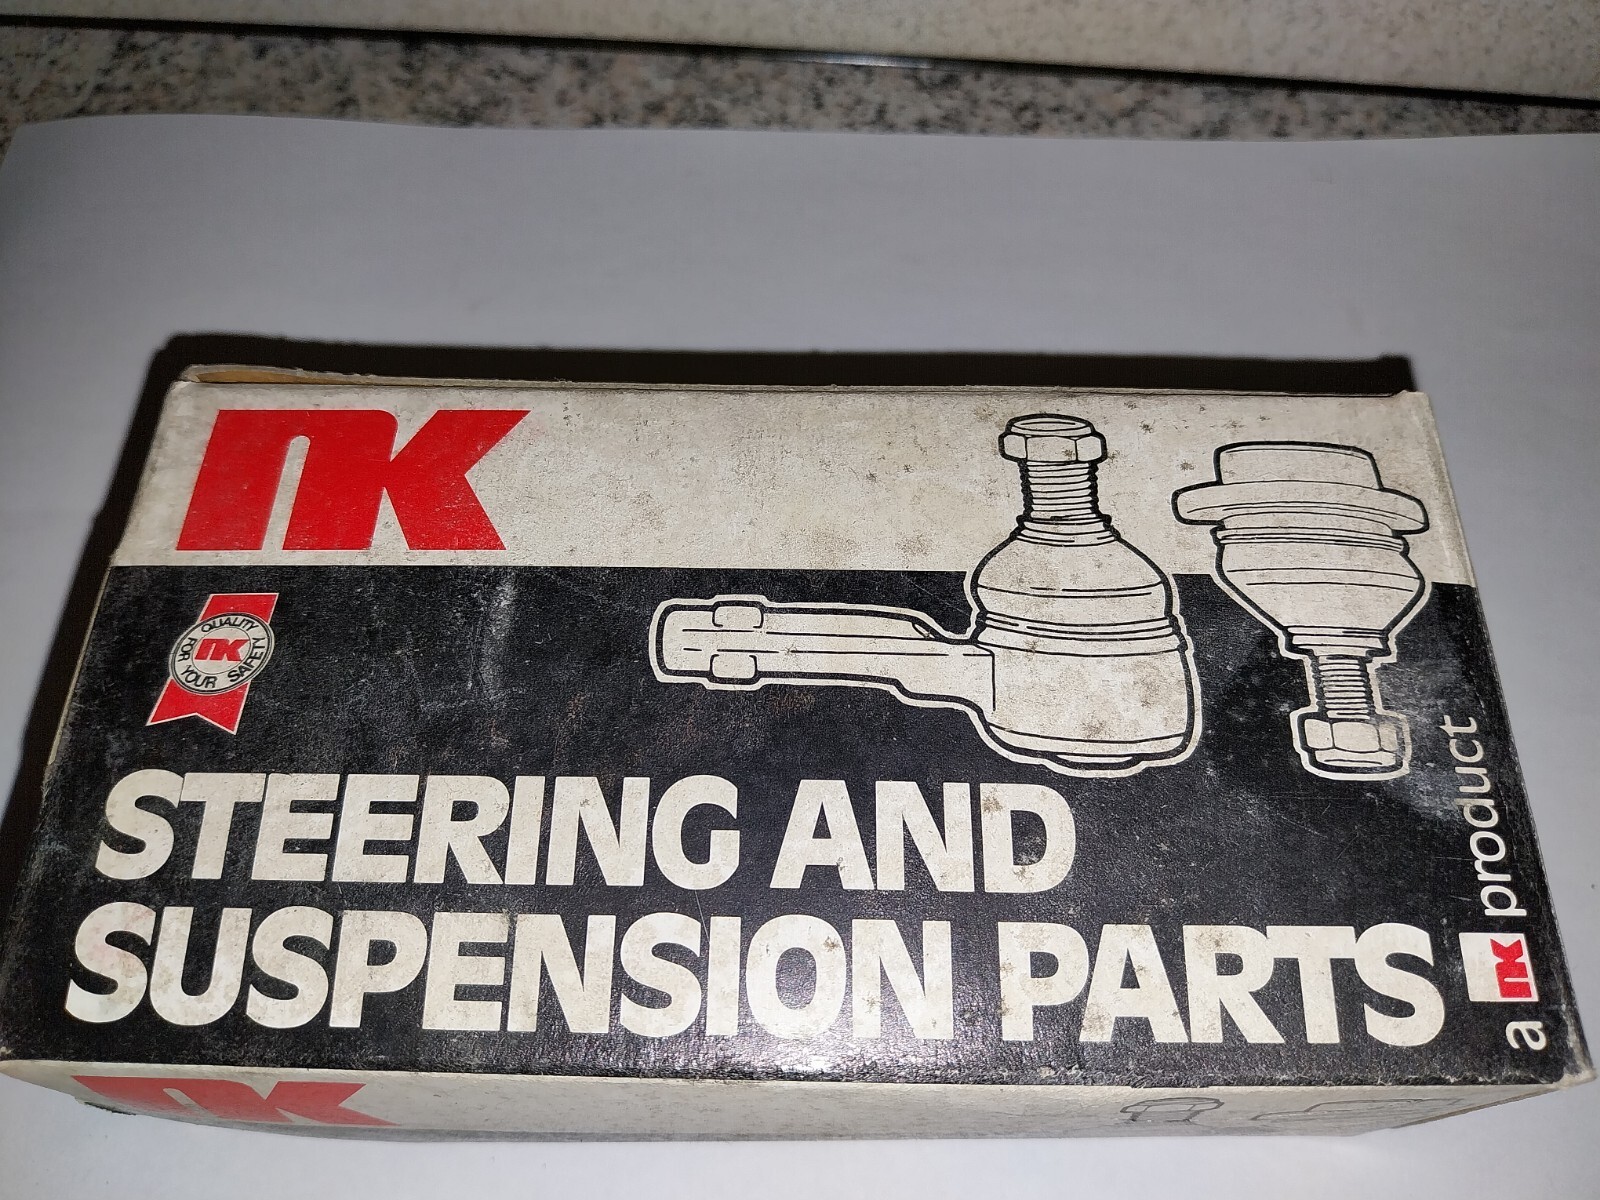 NK
QUALITY
FOR YOUR SAFETY
NK
STEERING AND
SUSPENSION PARTS
a NK product
NK